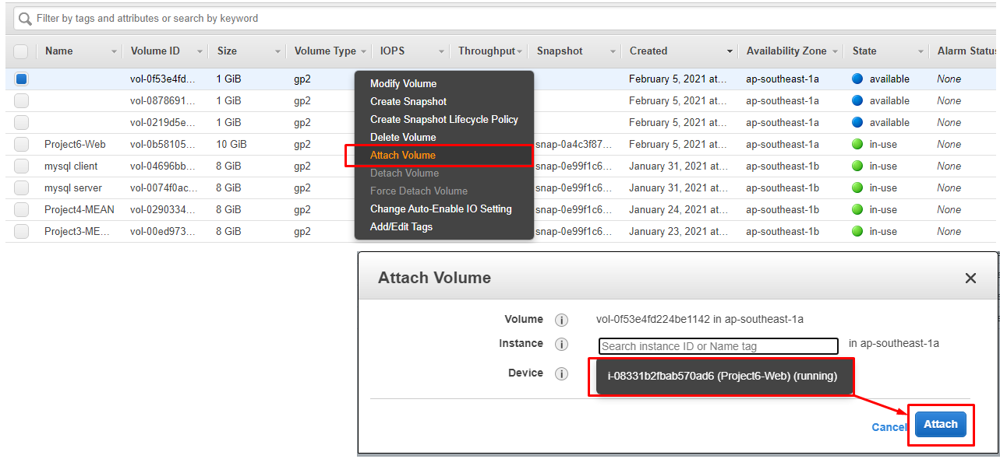 Filter by tags and attributes or search by keyword
Name Volume ID Size Volume Type IOPS Throughput Snapshot Created Availability Zone State Alarm Status
vol-0f53e4fd... 1 GiB gp2 February 5, 2021 at... ap-southeast-1a available None
vol-0878691... 1 GiB gp2 February 5, 2021 at... ap-southeast-1a available None
vol-0219d5e... 1 GiB gp2 February 5, 2021 at... ap-southeast-1a available None
Project6-Web vol-0b58105... 10 GiB gp2 snap-0a4c3f87... February 5, 2021 at... ap-southeast-1a in-use None
mysql client vol-04696bb... 8 GiB gp2 snap-0e99f1c6... January 31, 2021 at... ap-southeast-1b in-use None
mysql server vol-0074f0ac... 8 GiB gp2 snap-0e99f1c6... January 31, 2021 at... ap-southeast-1b in-use None
Project4-MEAN vol-0290334... 8 GiB gp2 snap-0e99f1c6... January 24, 2021 at... ap-southeast-1b in-use None
Project3-ME... vol-00ed973... 8 GiB gp2 snap-0e99f1c6... January 23, 2021 at... ap-southeast-1b in-use None
Modify Volume
Create Snapshot
Create Snapshot Lifecycle Policy
Delete Volume
Attach Volume
Detach Volume
Force Detach Volume
Change Auto-Enable IO Setting
Add/Edit Tags
Attach Volume
Volume i vol-0f53e4fd224be1142 in ap-southeast-1a
Instance i Search instance ID or Name tag in ap-southeast-1a
Device i i-08331b2fbab570ad6 (Project6-Web) (running)
Cancel Attach